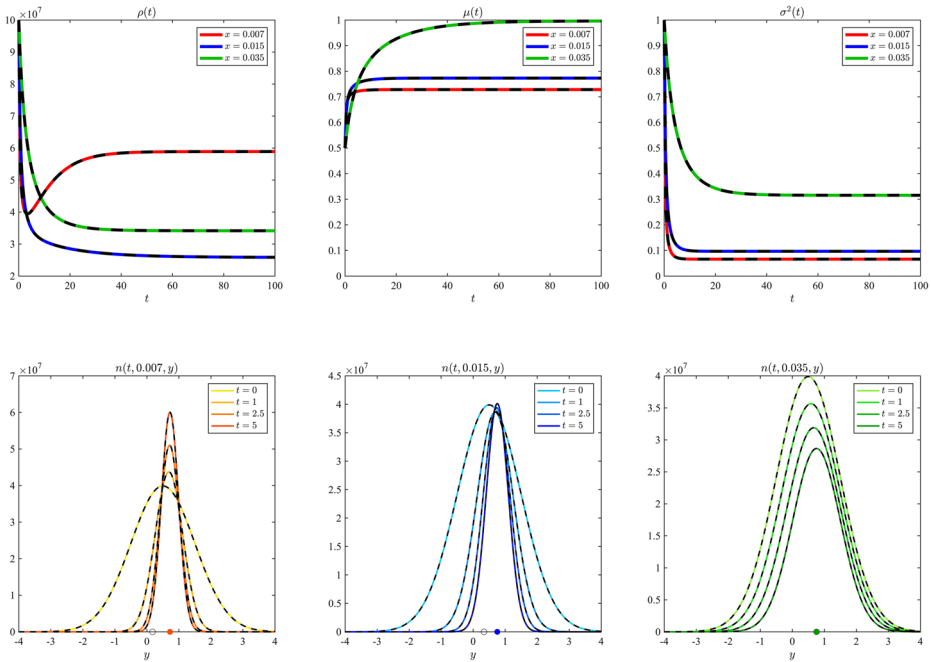 ρ(t)
×10⁷
10
9
8
7
6
5
4
3
2
0 20 40 60 80 100
t
x = 0.007
x = 0.015
x = 0.035
μ(t)
1
0.9
0.8
0.7
0.6
0.5
0.4
0.3
0.2
0.1
0
0 20 40 60 80 100
t
x = 0.007
x = 0.015
x = 0.035
σ²(t)
1
0.9
0.8
0.7
0.6
0.5
0.4
0.3
0.2
0.1
0
0 20 40 60 80 100
t
x = 0.007
x = 0.015
x = 0.035
n(t, 0.007, y)
×10⁷
7
6
5
4
3
2
1
0
-4 -3 -2 -1 0 1 2 3 4
y
t = 0
t = 1
t = 2.5
t = 5
n(t, 0.015, y)
×10⁷
4.5
4
3.5
3
2.5
2
1.5
1
0.5
0
-4 -3 -2 -1 0 1 2 3 4
y
t = 0
t = 1
t = 2.5
t = 5
n(t, 0.035, y)
×10⁷
4
3.5
3
2.5
2
1.5
1
0.5
0
-4 -3 -2 -1 0 1 2 3 4
y
t = 0
t = 1
t = 2.5
t = 5